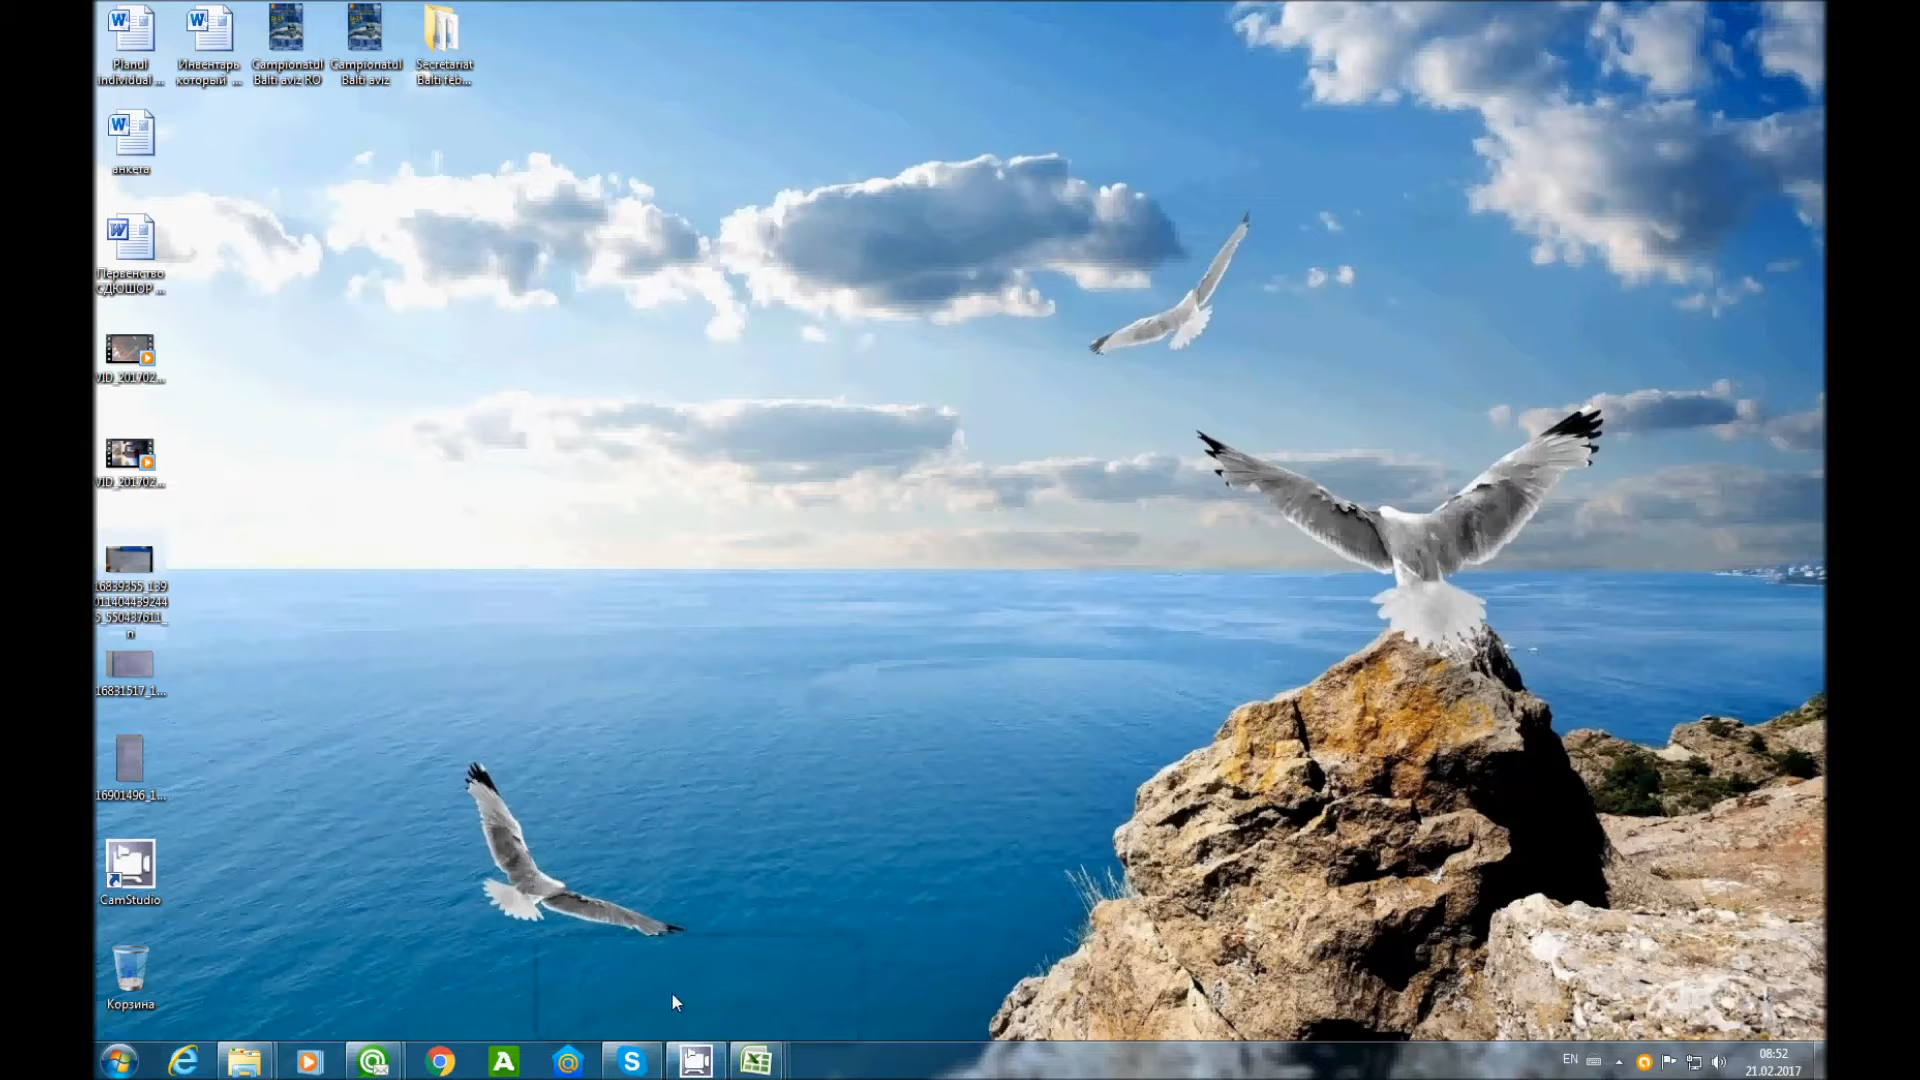 Planul
individual ...
Инвентарь
который ...
Campionatul
Balti aviz RO
Campionatul
Balti aviz
Secretariat
Balti feb...
анкета
Первенство
СДЮШОР ...
VID_201702...
VID_201702...
16839355_139
011404439244
5_550437611_
n
16831517_1...
16901496_1...
CamStudio
Корзина
EN
08:52
21.02.2017